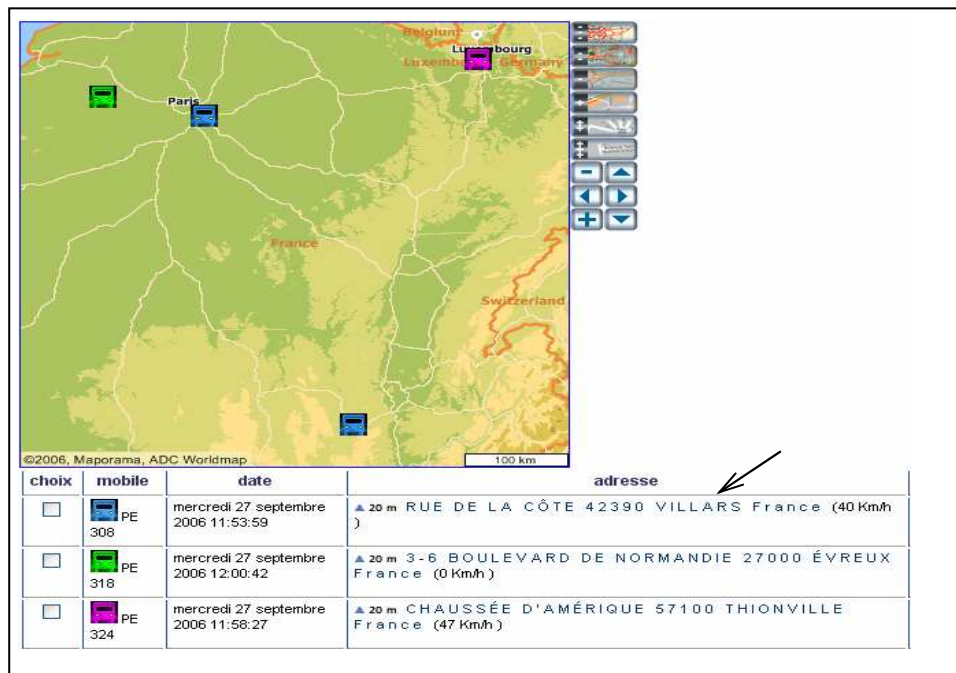 Belgium
Luxembourg
Luxemb Germany
Paris
France
Switzerland
©2006, Maporama, ADC Worldmap
100 km
choix mobile date adresse
PE 308 mercredi 27 septembre 2006 11:53:59 ▲ 20 m RUE DE LA CÔTE 42390 VILLARS France (40 Km/h )
PE 318 mercredi 27 septembre 2006 12:00:42 ▲ 20 m 3-6 BOULEVARD DE NORMANDIE 27000 ÉVREUX France (0 Km/h )
PE 324 mercredi 27 septembre 2006 11:58:27 ▲ 20 m CHAUSSÉE D'AMÉRIQUE 57100 THIONVILLE France (47 Km/h )